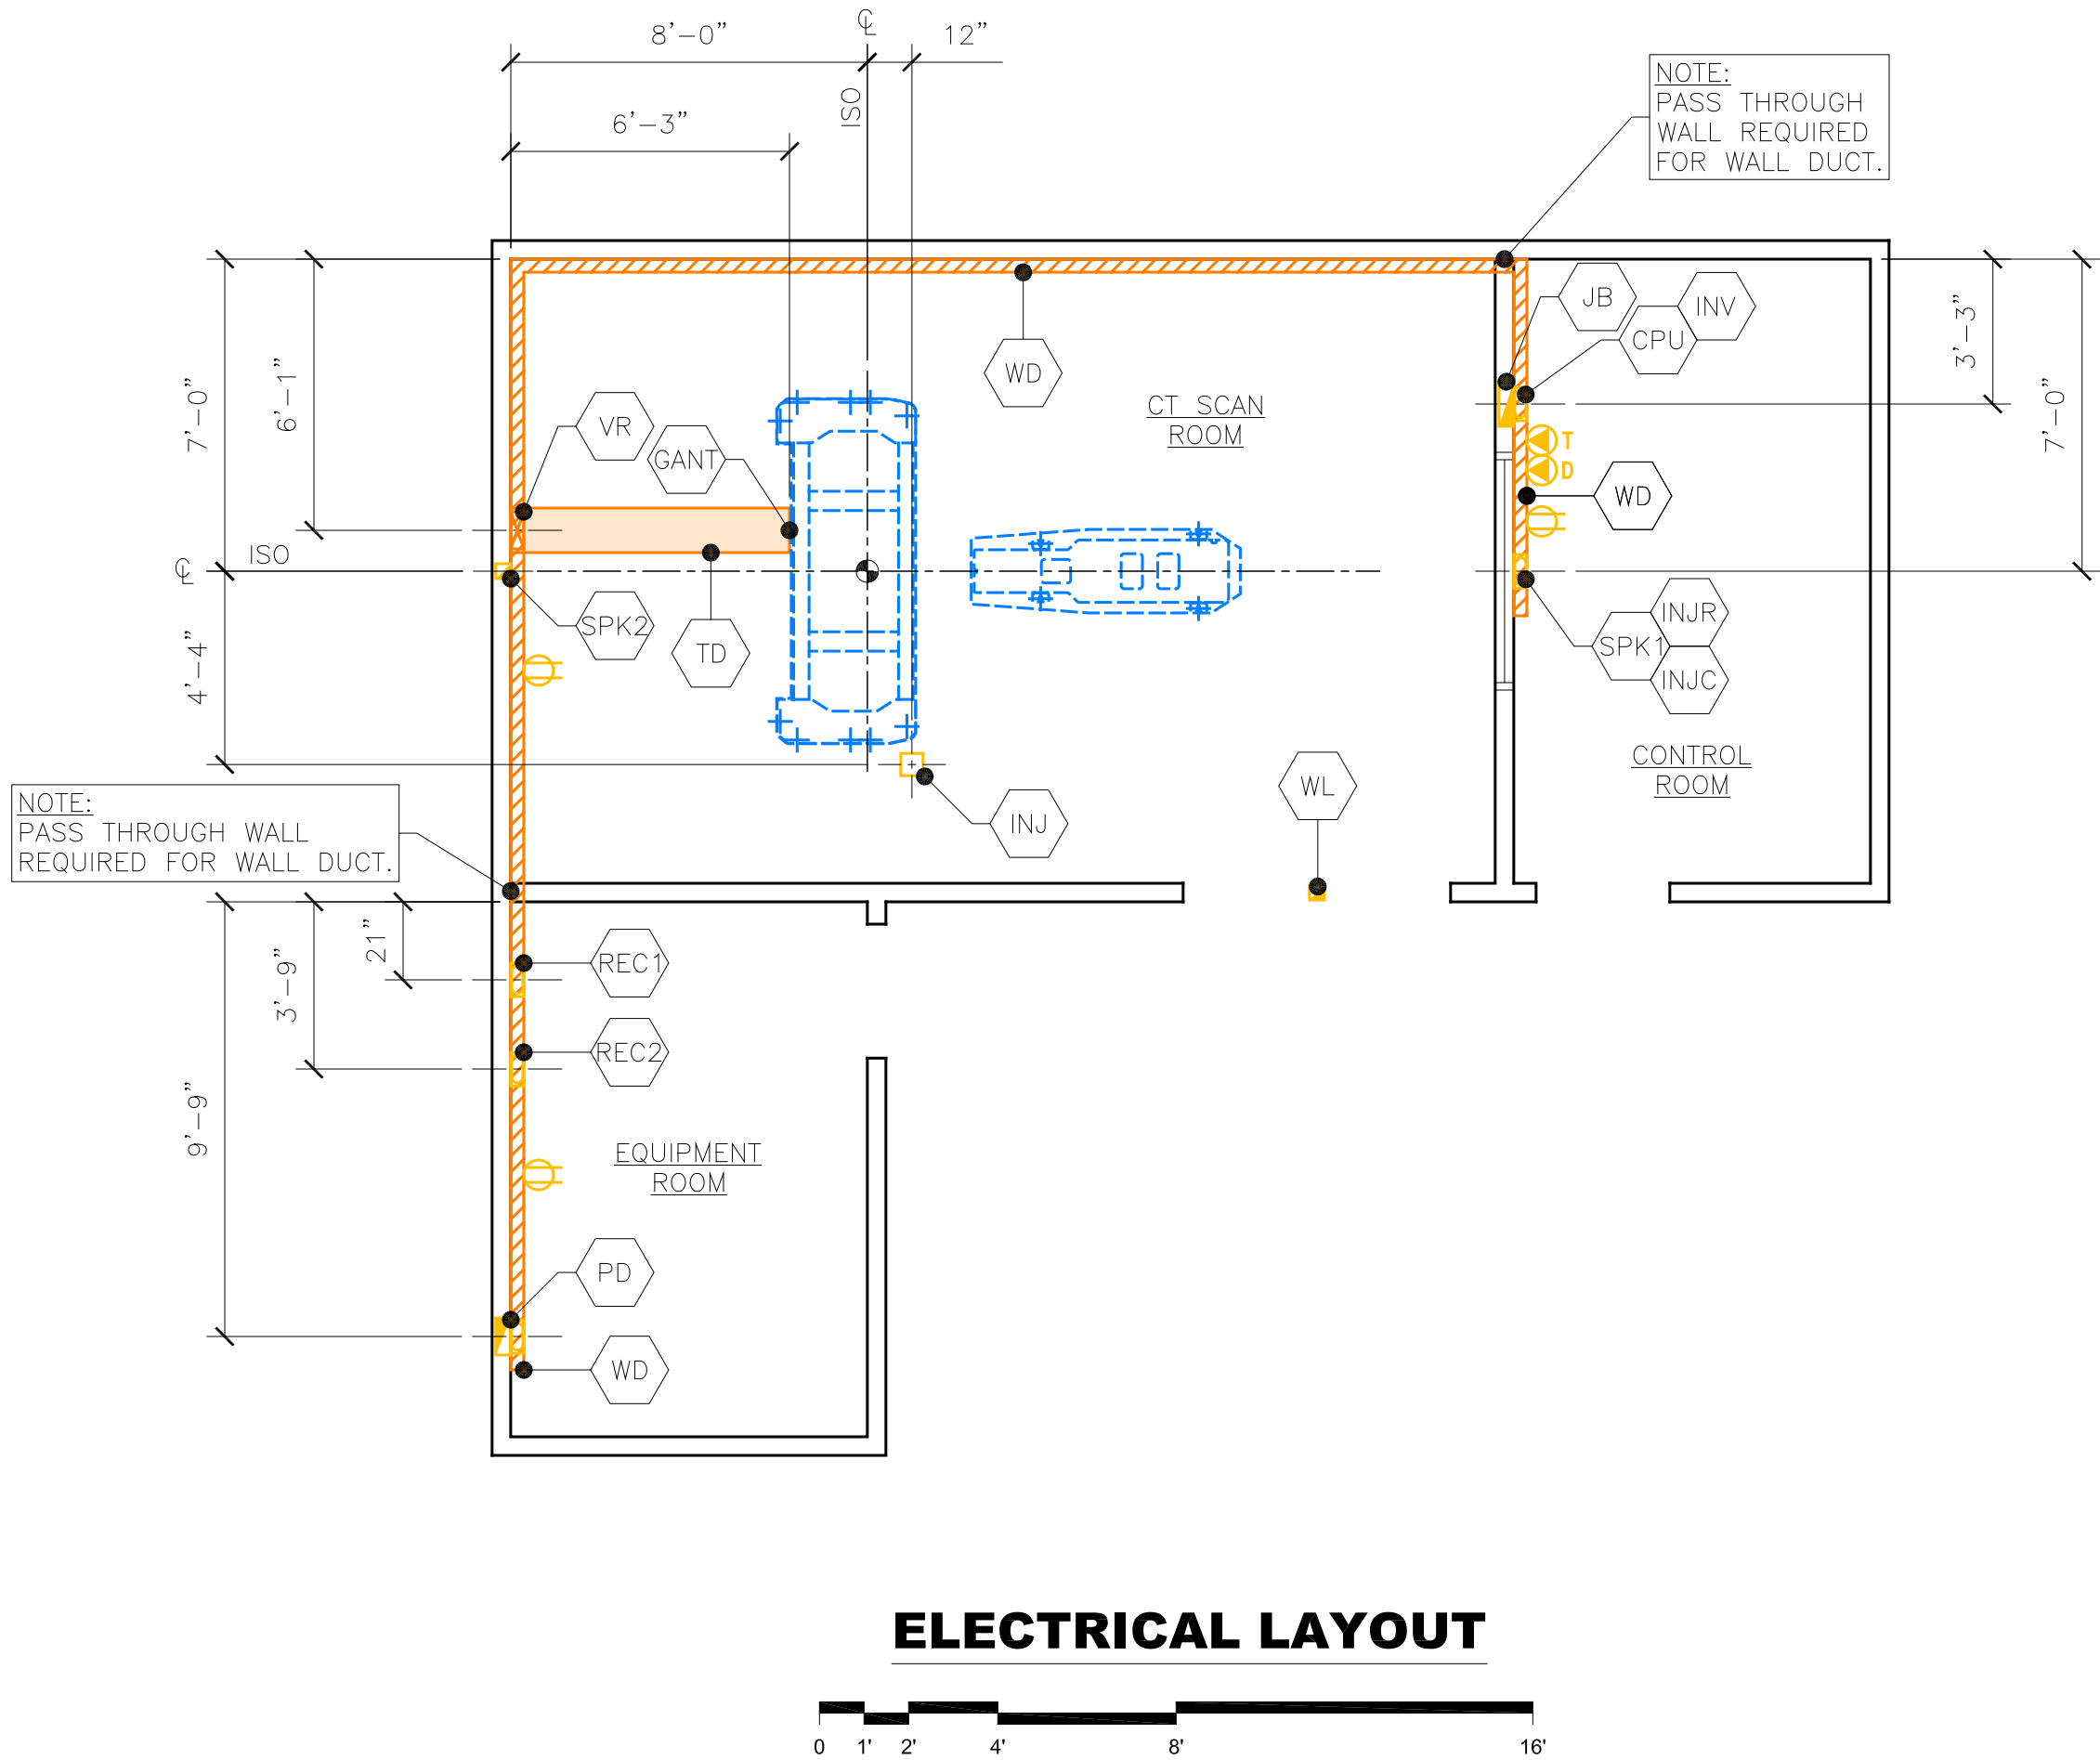 8'-0"
℄
12"
6'-3"
ISO
NOTE:
PASS THROUGH
WALL REQUIRED
FOR WALL DUCT.
JB
INV
CPU
3'-3"
7'-0"
7'-0"
6'-1"
WD
CT SCAN
ROOM
VR
GANT
T
D
WD
℄
ISO
SPK2
TD
4'-4"
SPK1
INJR
INJC
CONTROL
ROOM
WL
INJ
NOTE:
PASS THROUGH WALL
REQUIRED FOR WALL DUCT.
21"
3'-9"
9'-9"
REC1
REC2
EQUIPMENT
ROOM
PD
WD
ELECTRICAL LAYOUT
0 1' 2' 4' 8' 16'